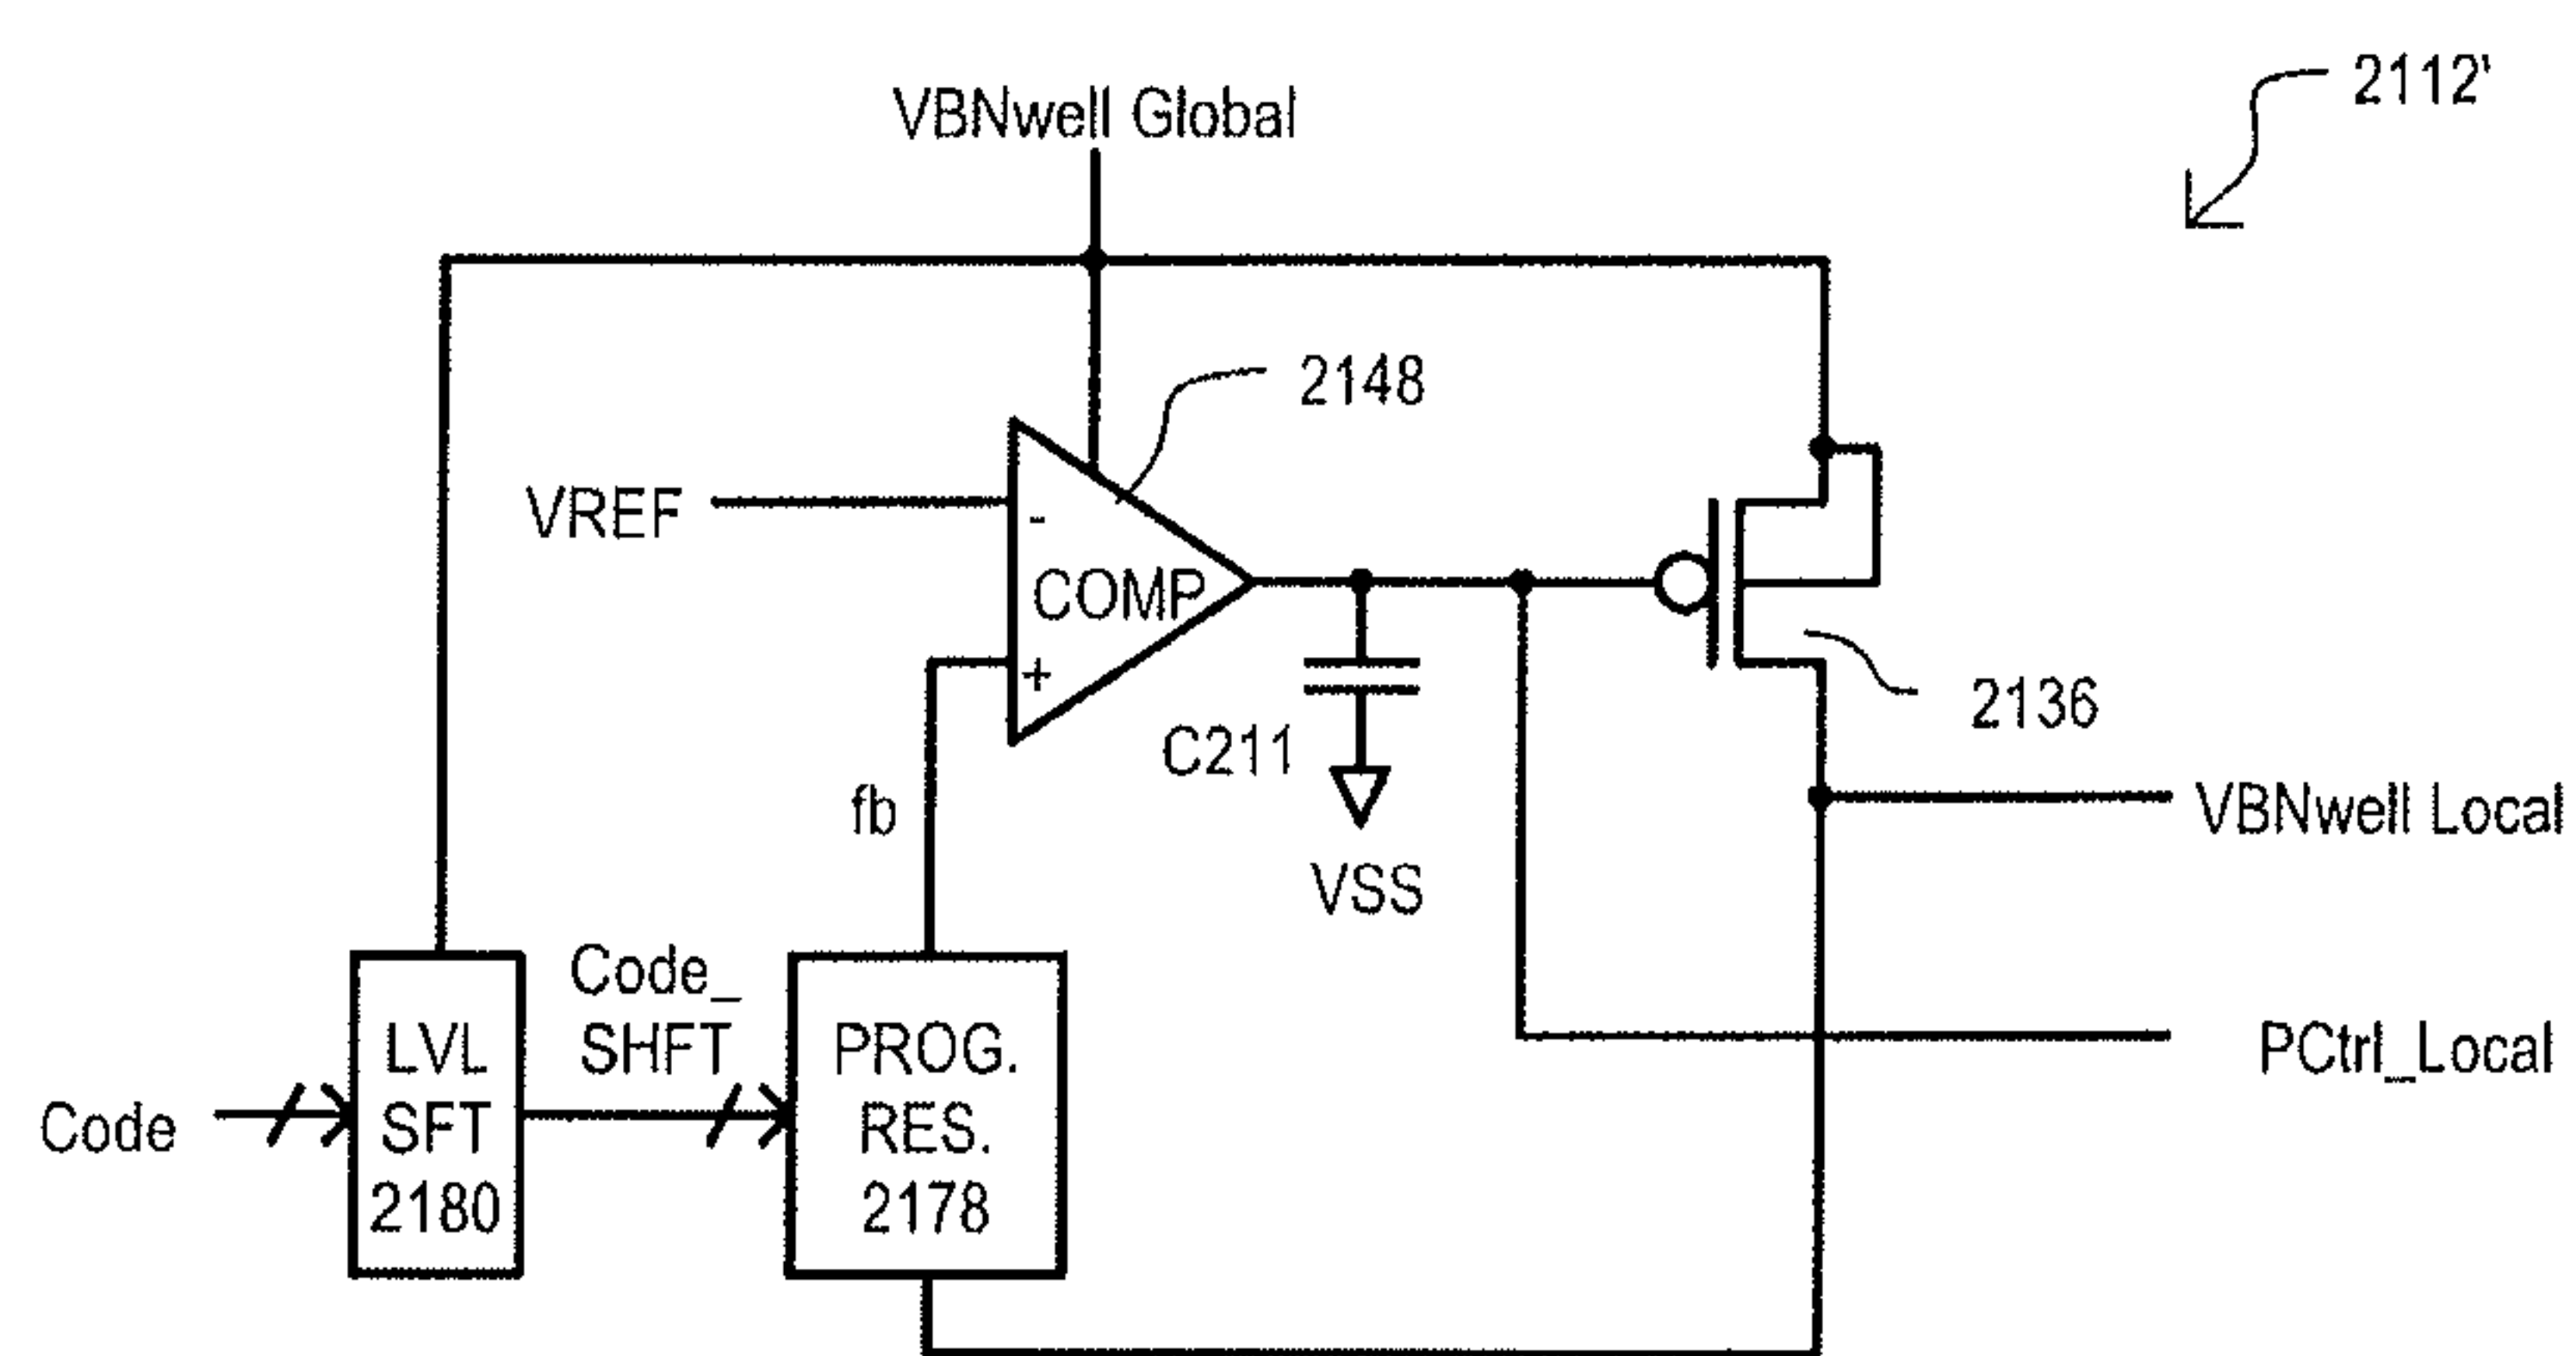 2112'
VBNwell Global
2148
VREF
-
COMP
+
2136
C211
VBNwell Local
fb
VSS
Code_
SHFT
LVL
SFT
2180
PROG.
RES.
2178
PCtrl_Local
Code